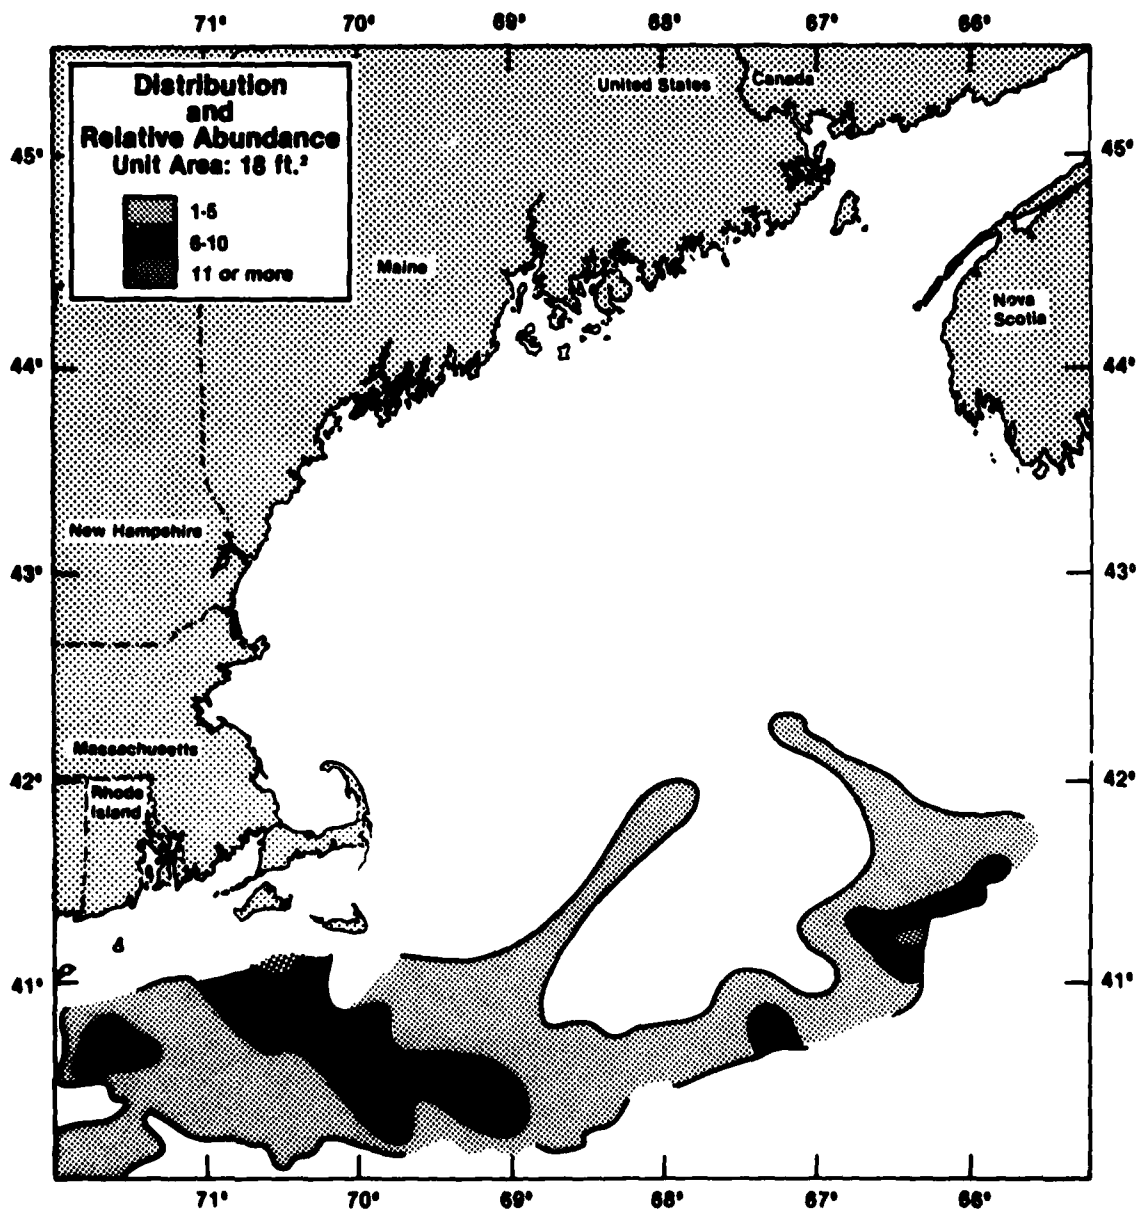 71° 70° 69° 68° 67° 66°
Distribution
and
Relative Abundance
Unit Area: 18 ft.²
1-5
6-10
11 or more
United States
Canada
45° 45°
Maine
Nova
Scotia
44° 44°
New Hampshire
43° 43°
Massachusetts
42° 42°
Rhode
Island
41° 41°
71° 70° 69° 68° 67° 66°